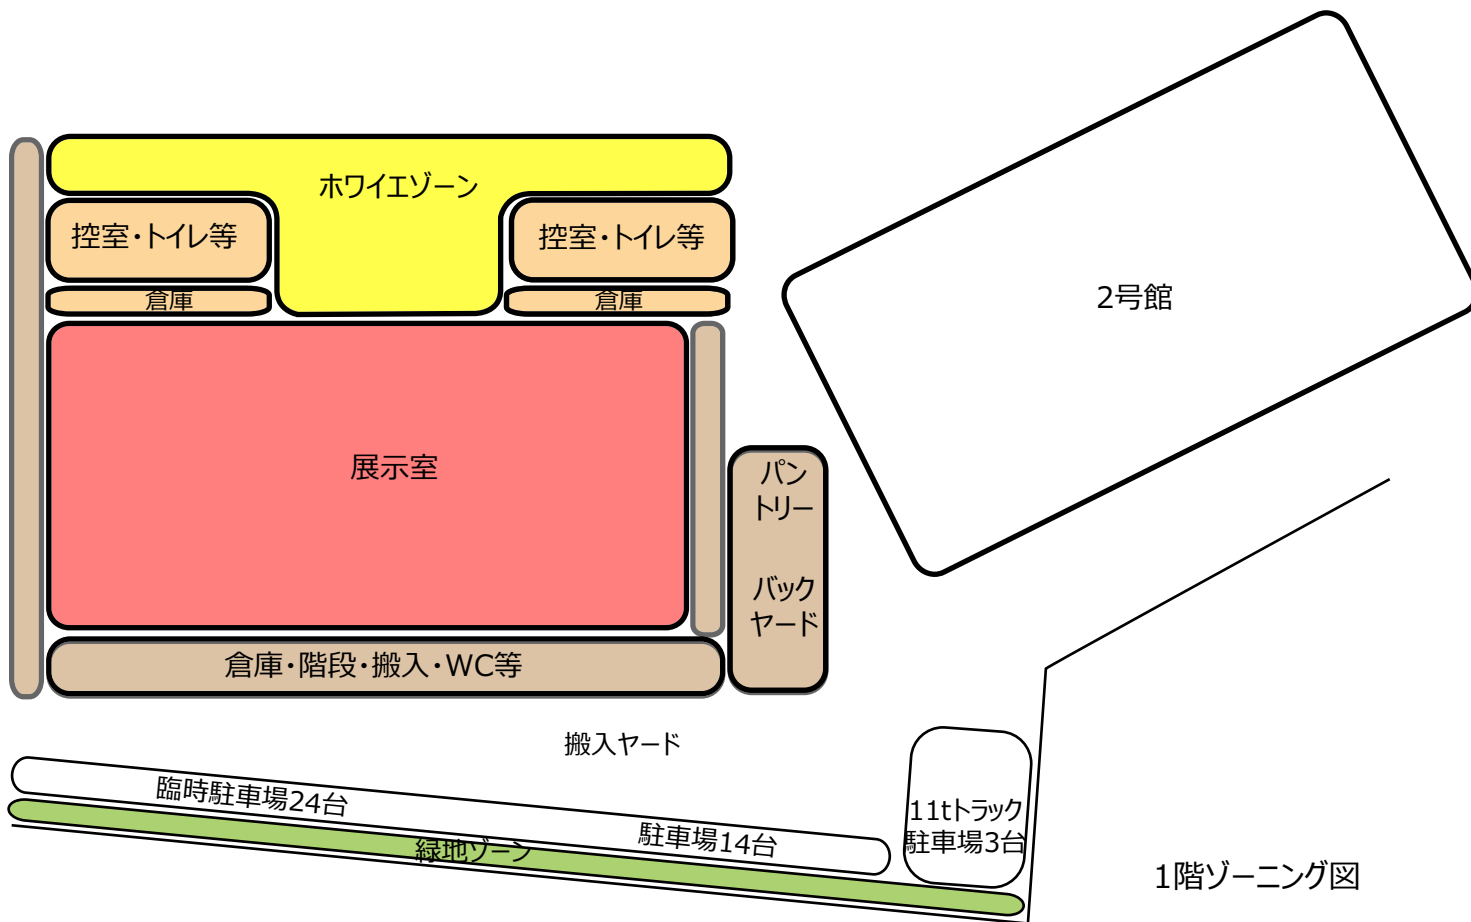 ホワイエゾーン
控室・トイレ等
控室・トイレ等
倉庫
倉庫
2号館
展示室
パン
トリー
バック
ヤード
倉庫・階段・搬入・WC等
搬入ヤード
臨時駐車場24台
駐車場14台
11tトラック
駐車場3台
緑地ゾーン
1階ゾーニング図